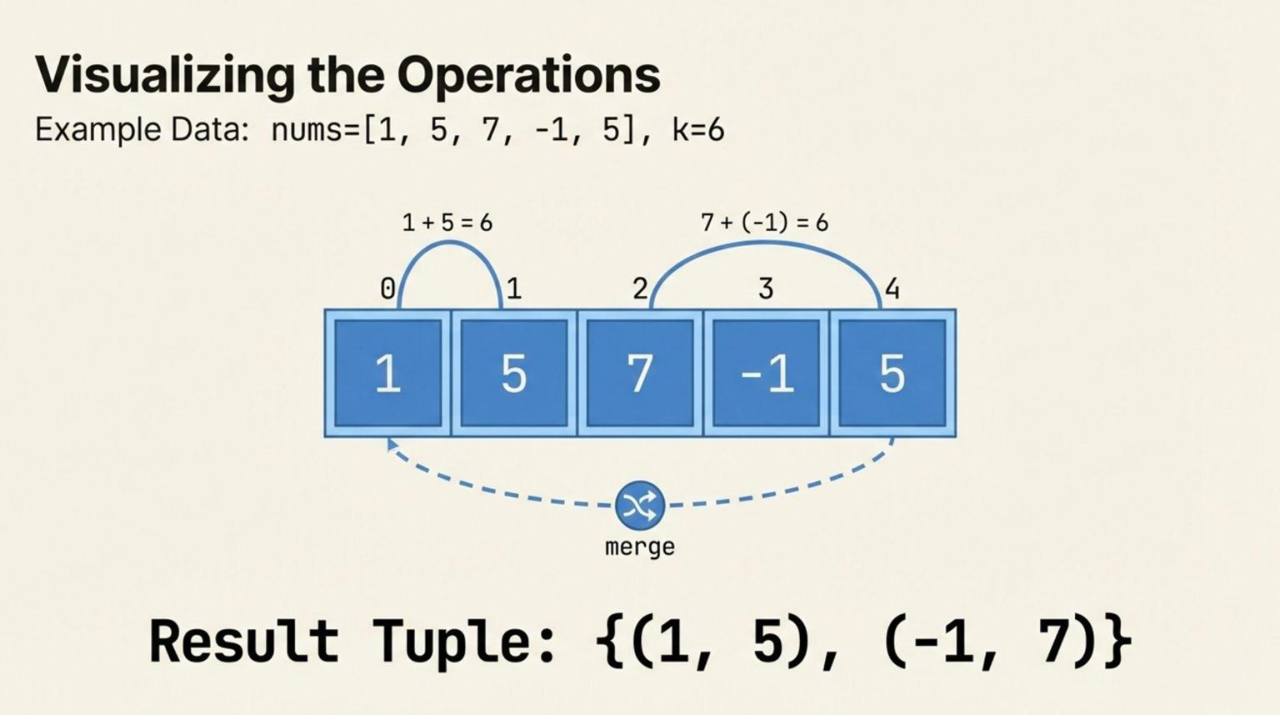 Visualizing the Operations
Example Data: nums=[1, 5, 7, -1, 5], k=6
1 + 5 = 6
7 + (-1) = 6
0 1 2 3 4
1 5 7 -1 5
merge
Result Tuple: {(1, 5), (-1, 7)}